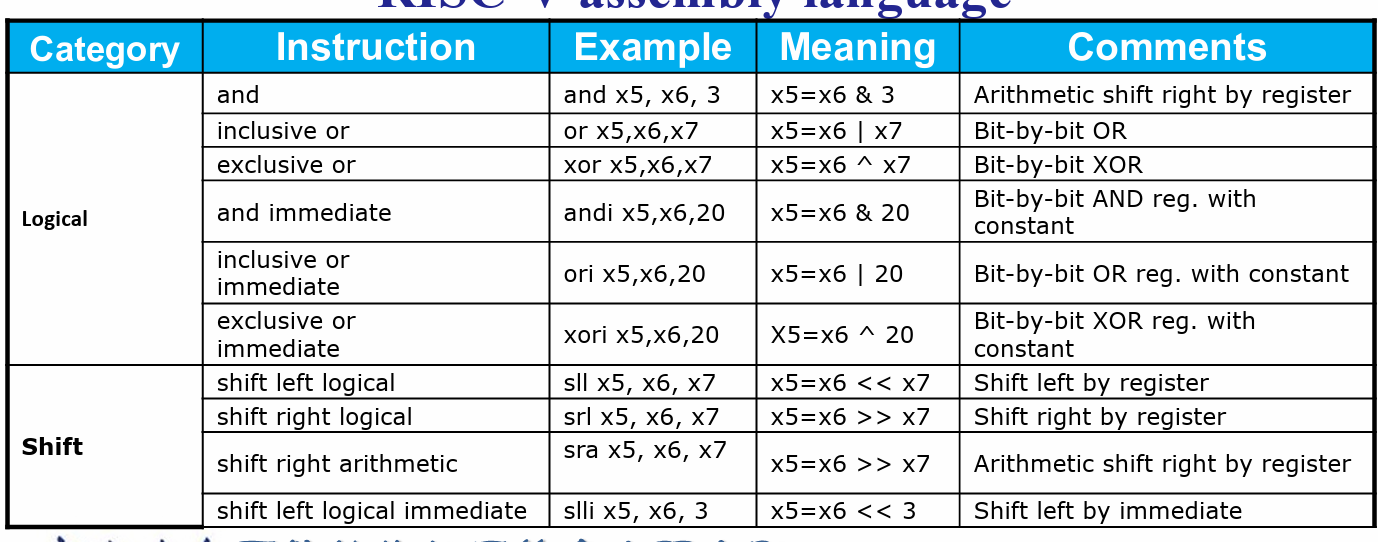 RISC-V assembly language
Category Instruction Example Meaning Comments
Logical
and and x5, x6, 3 x5=x6 & 3 Arithmetic shift right by register
inclusive or or x5,x6,x7 x5=x6 | x7 Bit-by-bit OR
exclusive or xor x5,x6,x7 x5=x6 ^ x7 Bit-by-bit XOR
and immediate andi x5,x6,20 x5=x6 & 20 Bit-by-bit AND reg. with
constant
inclusive or
immediate ori x5,x6,20 x5=x6 | 20 Bit-by-bit OR reg. with constant
exclusive or
immediate xori x5,x6,20 X5=x6 ^ 20 Bit-by-bit XOR reg. with
constant
Shift
shift left logical sll x5, x6, x7 x5=x6 << x7 Shift left by register
shift right logical srl x5, x6, x7 x5=x6 >> x7 Shift right by register
shift right arithmetic sra x5, x6, x7 x5=x6 >> x7 Arithmetic shift right by register
shift left logical immediate slli x5, x6, 3 x5=x6 << 3 Shift left by immediate